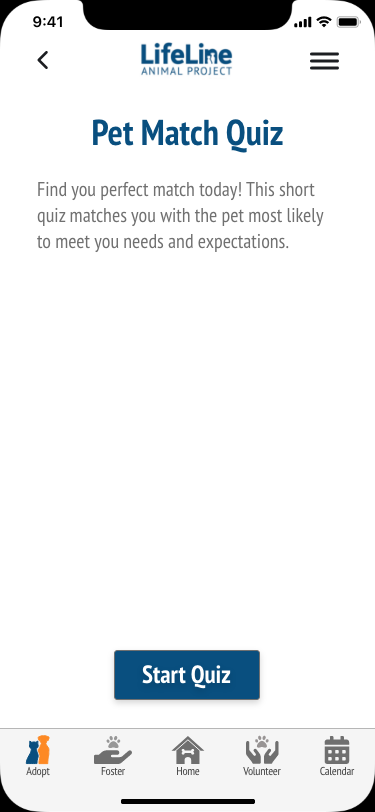 9:41
LifeLine
ANIMAL PROJECT
Pet Match Quiz
Find you perfect match today! This short
quiz matches you with the pet most likely
to meet you needs and expectations.
Start Quiz
Adopt
Foster
Home
Volunteer
Calendar